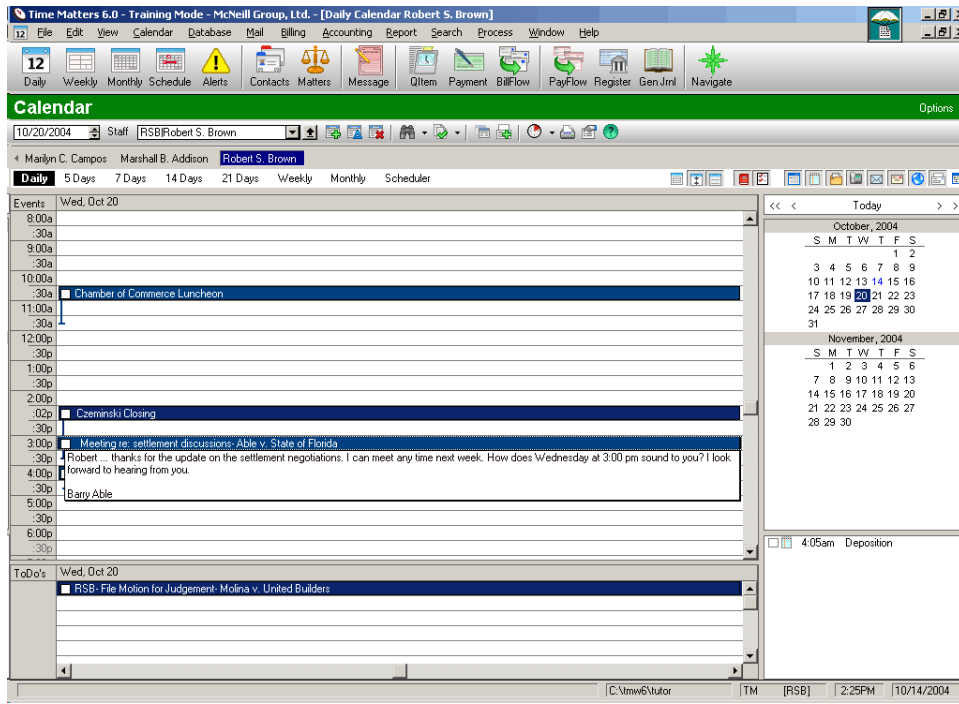 Time Matters 6.0 - Training Mode - McNeill Group, Ltd. - [Daily Calendar Robert S. Brown]
12 File Edit View Calendar Database Mail Billing Accounting Report Search Process Window Help
12
Daily Weekly Monthly Schedule Alerts Contacts Matters Message QItem Payment BillFlow PayFlow Register Gen Jrnl Navigate
Calendar Options
10/20/2004 Staff RSB|Robert S. Brown
Marilyn C. Campos Marshall B. Addison Robert S. Brown
Daily 5 Days 7 Days 14 Days 21 Days Weekly Monthly Scheduler
Events Wed, Oct 20
8:00a
:30a
9:00a
:30a
10:00a
:30a Chamber of Commerce Luncheon
11:00a
:30a
12:00p
:30p
1:00p
:30p
2:00p
:02p Czeminski Closing
:30p
3:00p Meeting re: settlement discussions- Able v. State of Florida
:30p Robert ... thanks for the update on the settlement negotiations. I can meet any time next week. How does Wednesday at 3:00 pm sound to you? I look
4:00p forward to hearing from you.
:30p Barry Able
5:00p
:30p
6:00p
:30p
<< < Today > >
October, 2004
S M T W T F S
1 2
3 4 5 6 7 8 9
10 11 12 13 14 15 16
17 18 19 20 21 22 23
24 25 26 27 28 29 30
31
November, 2004
S M T W T F S
1 2 3 4 5 6
7 8 9 10 11 12 13
14 15 16 17 18 19 20
21 22 23 24 25 26 27
28 29 30
4:05am Deposition
ToDo's Wed, Oct 20
RSB- File Motion for Judgement- Molina v. United Builders
C:\tmw6\tutor TM [RSB] 2:25PM 10/14/2004